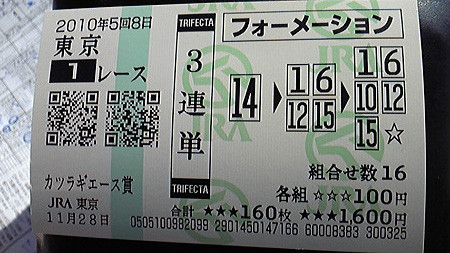 2010年5回8日
東京
1レース
カツラギエース賞
JRA 東京
11月28日
TRIFECTA
3連単
TRIFECTA
フォーメーション
14 ▶ 1 6 12 15 ▶ 1 6 10 12 15 ☆
JRA
組合せ数16
各組 ☆☆☆100円
合計 ★★★160枚 ★★★1600円
0505100982099 2901450147166 60008383 300325